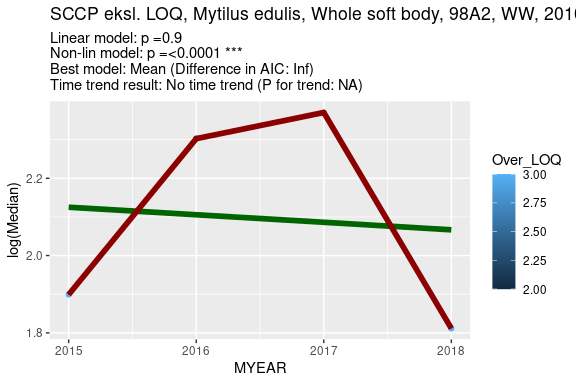 SCCP eksl. LOQ, Mytilus edulis, Whole soft body, 98A2, WW, 201
Linear model: p =0.9
Non-lin model: p =<0.0001 ***
Best model: Mean (Difference in AIC: Inf)
Time trend result: No time trend (P for trend: NA)
log(Median)
2.2
2.0
1.8
2015
2016
2017
2018
MYEAR
Over_LOQ
3.00
2.75
2.50
2.25
2.00